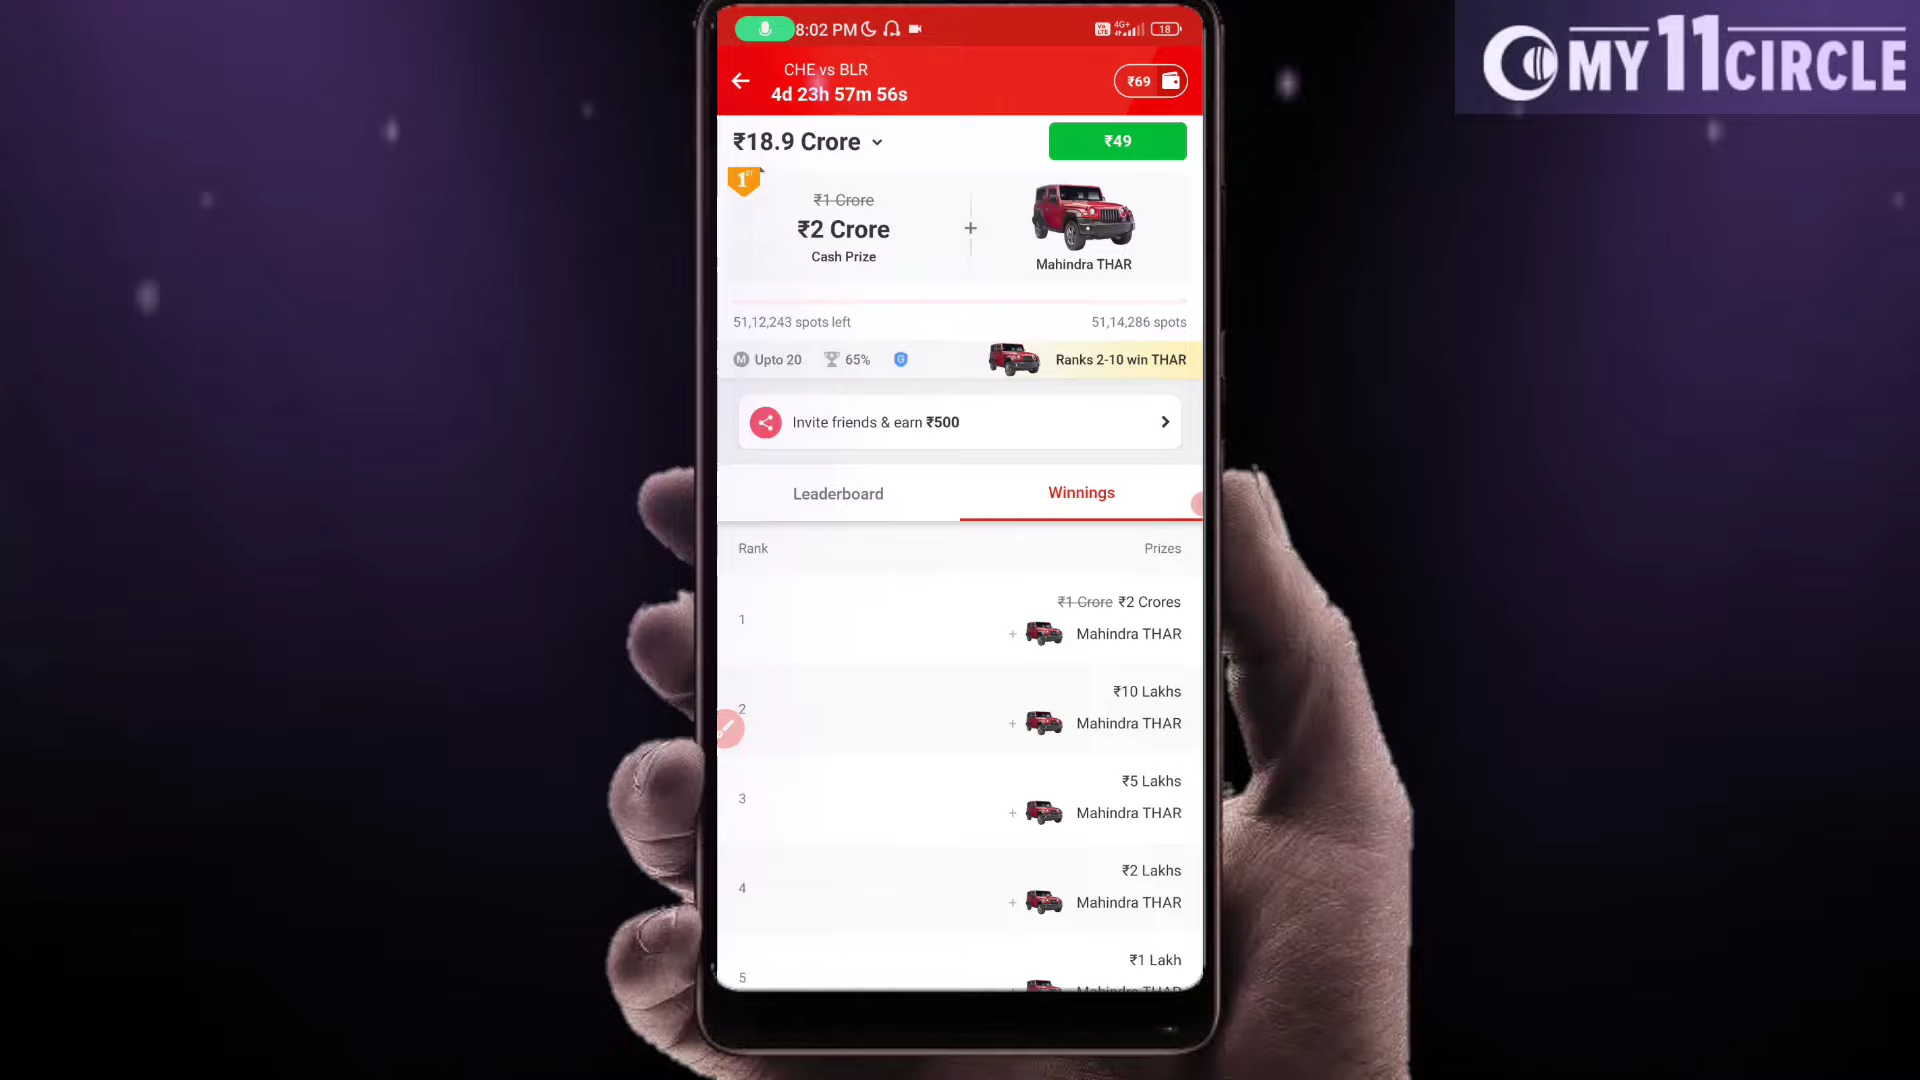 MY 11CIRCLE
8:02 PM
4G+
18
CHE vs BLR
4d 23h 57m 56s
₹69
₹18.9 Crore
₹49
1ST
₹1 Crore
₹2 Crore
Cash Prize
+
Mahindra THAR
51,12,243 spots left
51,14,286 spots
M Upto 20
65%
G
Ranks 2-10 win THAR
Invite friends & earn ₹500
Leaderboard
Winnings
Rank
Prizes
1
₹1 Crore ₹2 Crores
+ Mahindra THAR
2
₹10 Lakhs
+ Mahindra THAR
3
₹5 Lakhs
+ Mahindra THAR
4
₹2 Lakhs
+ Mahindra THAR
5
₹1 Lakh
Mahindra THAR